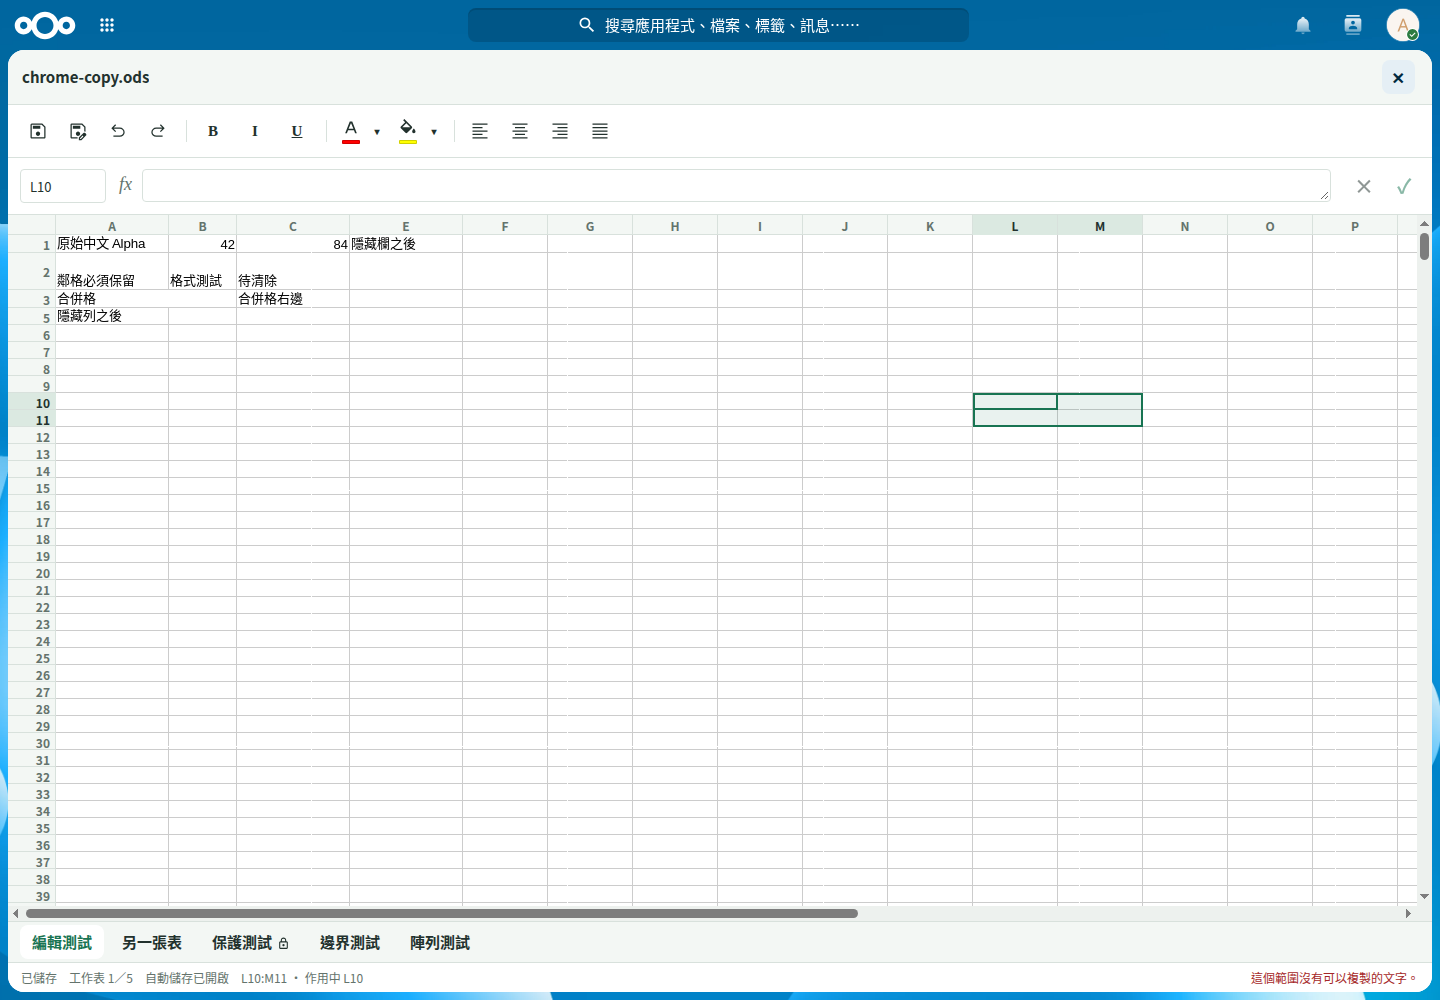 搜尋應用程式、檔案、標籤、訊息⋯⋯
A
chrome-copy.ods
B I U A
L10 fx
A B C E F G H I J K L M N O P
1 原始中文 Alpha 42 84 隱藏欄之後
2 鄰格必須保留 格式測試 待清除
3 合併格 合併格右邊
5 隱藏列之後
6
7
8
9
10
11
12
13
14
15
16
17
18
19
20
21
22
23
24
25
26
27
28
29
30
31
32
33
34
35
36
37
38
39
編輯測試 另一張表 保護測試 邊界測試 陣列測試
已儲存 工作表 1／5 自動儲存已開啟 L10:M11 · 作用中 L10 這個範圍沒有可以複製的文字。